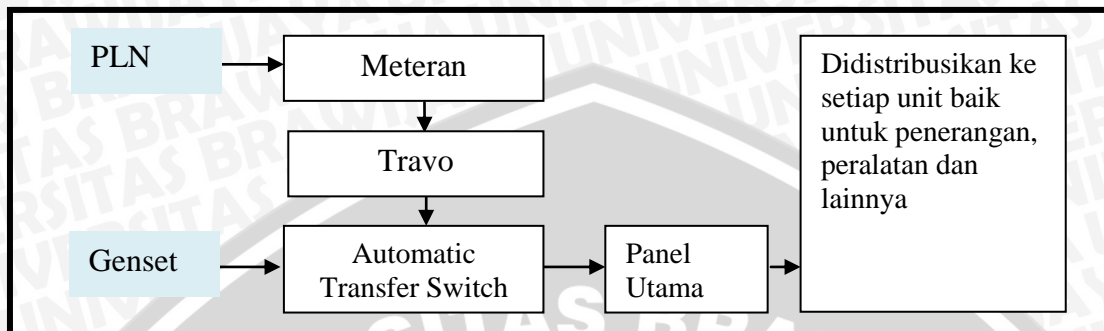 PLN
Meteran
Didistribusikan ke
setiap unit baik
untuk penerangan,
peralatan dan
lainnya
Travo
Genset
Automatic
Transfer Switch
Panel
Utama